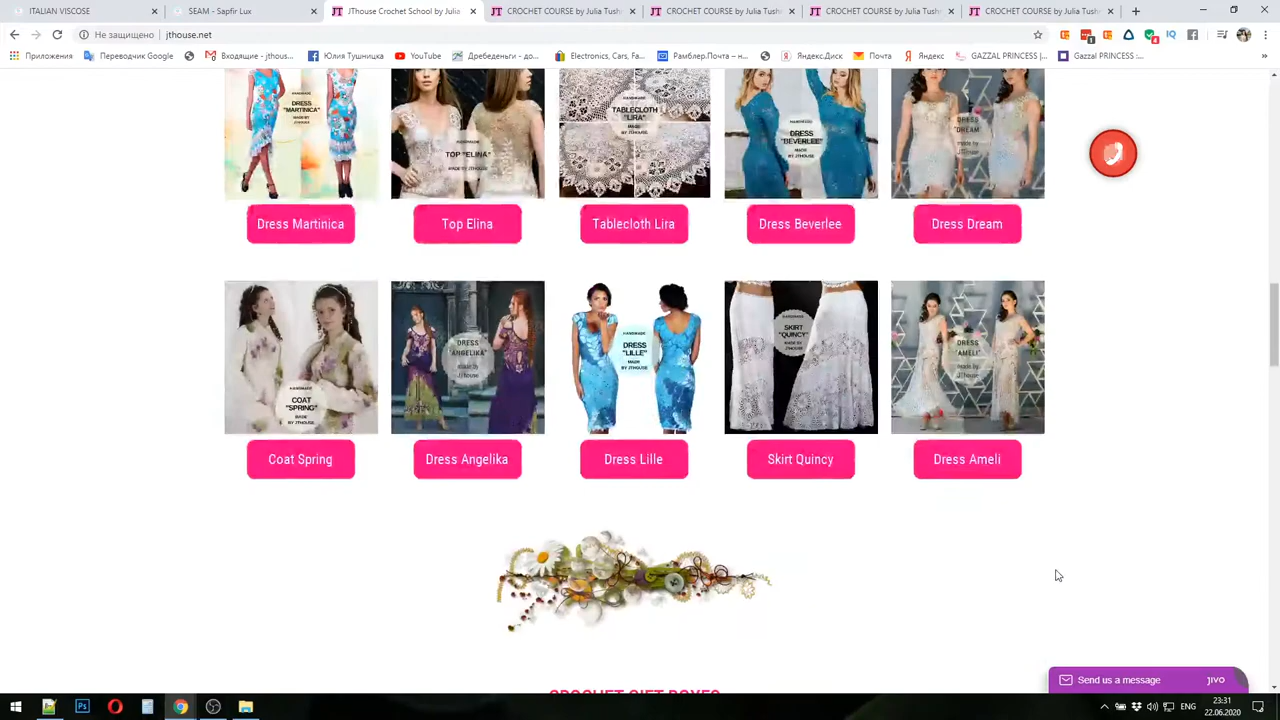 ITALIAN VISCOSE
SEAM - Sapfir Lux
JThouse Crochet School by Julia
CROCHET COURSE by Julia Tush
CROCHET COURSE by Julia Tush
CROCHET COURSE by Julia Tush
CROCHET COURSE by Julia Tush
Не защищено | jthouse.net
Приложения
Переводчик Google
Входящие - jthous...
Юлия Тушницка
YouTube
Дребеденьги - до...
Electronics, Cars, Fa...
Рамблер.Почта – н...
Яндекс.Диск
Почта
Яндекс
GAZZAL PRINCESS |...
Gazzal PRINCESS :...
HANDMADE
DRESS
"MARTINICA"
MADE BY
JTHOUSE
HANDMADE
TOP "ELINA"
MADE BY JTHOUSE
HANDMADE
TABLECLOTH
"LIRA"
MADE
BY JTHOUSE
HANDMADE
DRESS
"BEVERLEE"
MADE
BY JTHOUSE
DRESS
"DREAM"
made by
JThouse
Dress Martinica
Top Elina
Tablecloth Lira
Dress Beverlee
Dress Dream
HANDMADE
COAT
"SPRING"
MADE
BY JTHOUSE
DRESS
"ANGELIKA"
made by
JThouse
HANDMADE
DRESS
"LILLE"
MADE
BY JTHOUSE
HANDMADE
SKIRT
"QUINCY"
MADE BY
JTHOUSE
DRESS
"AMELI"
made by
JThouse
Coat Spring
Dress Angelika
Dress Lille
Skirt Quincy
Dress Ameli
CROCHET GIFT BOXES
Send us a message
JIVO
ENG
23:31
22.06.2020